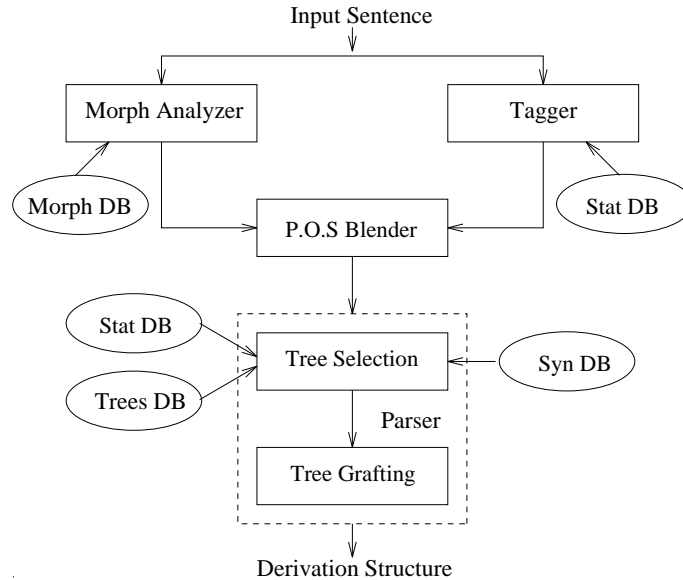 Input Sentence
Morph Analyzer
Tagger
Morph DB
Stat DB
P.O.S Blender
Stat DB
Tree Selection
Syn DB
Trees DB
Parser
Tree Grafting
Derivation Structure